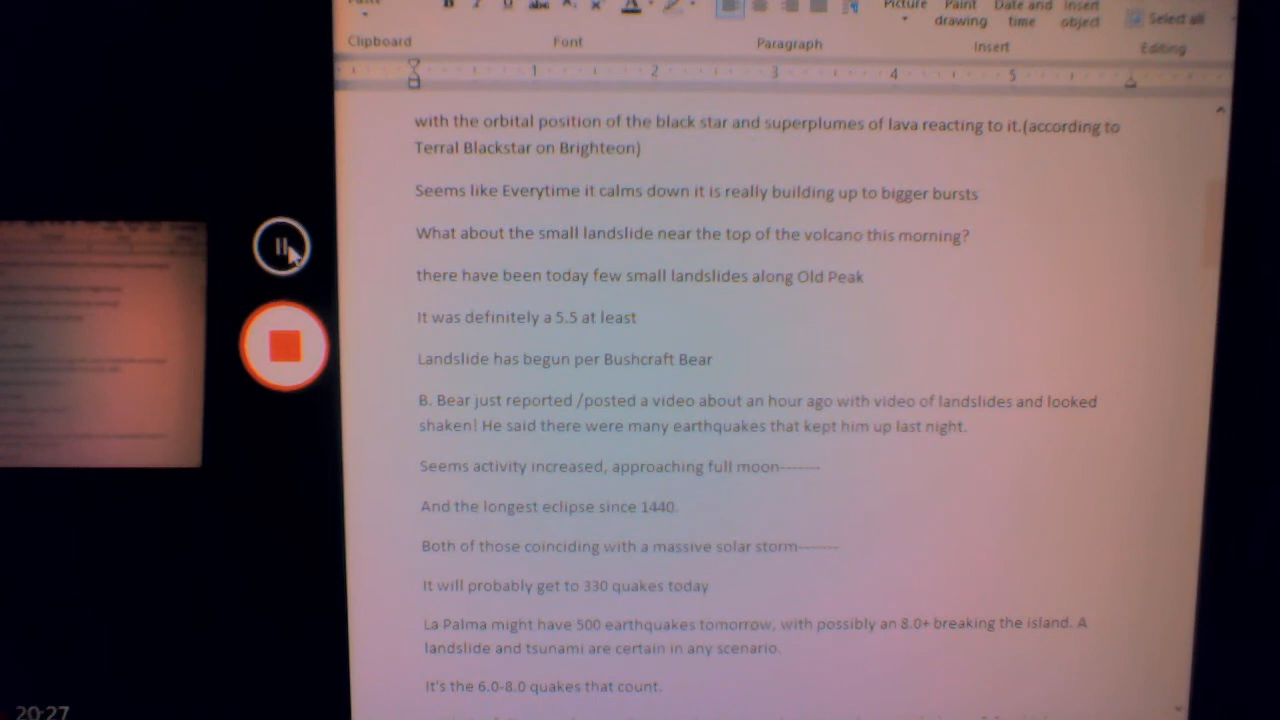 B I U abc X X A
Picture Paint drawing Date and time Insert object Select all
Clipboard Font Paragraph Insert Editing
1 2 3 4 5
with the orbital position of the black star and superplumes of lava reacting to it.(according to
Terral Blackstar on Brighteon)
Seems like Everytime it calms down it is really building up to bigger bursts
What about the small landslide near the top of the volcano this morning?
there have been today few small landslides along Old Peak
It was definitely a 5.5 at least
Landslide has begun per Bushcraft Bear
B. Bear just reported /posted a video about an hour ago with video of landslides and looked
shaken! He said there were many earthquakes that kept him up last night.
Seems activity increased, approaching full moon-------
And the longest eclipse since 1440.
Both of those coinciding with a massive solar storm-------
It will probably get to 330 quakes today
La Palma might have 500 earthquakes tomorrow, with possibly an 8.0+ breaking the island. A
landslide and tsunami are certain in any scenario.
It's the 6.0-8.0 quakes that count.
20:27